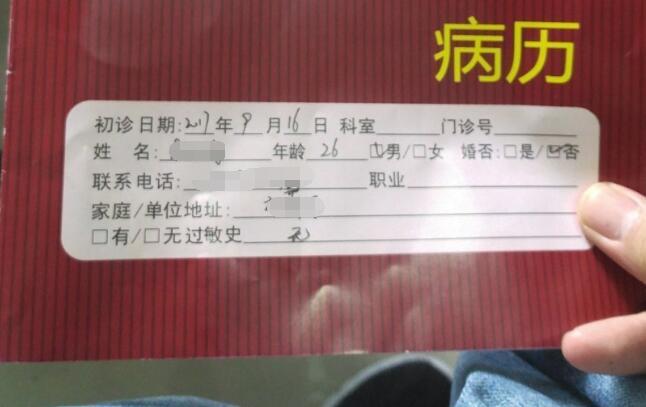 病历
初诊日期:2017年9月16日 科室 门诊号
姓 名: 年龄 26 ☑男/□女 婚否:□是/☑否
联系电话: 职业
家庭/单位地址:
□有/□无过敏史 无